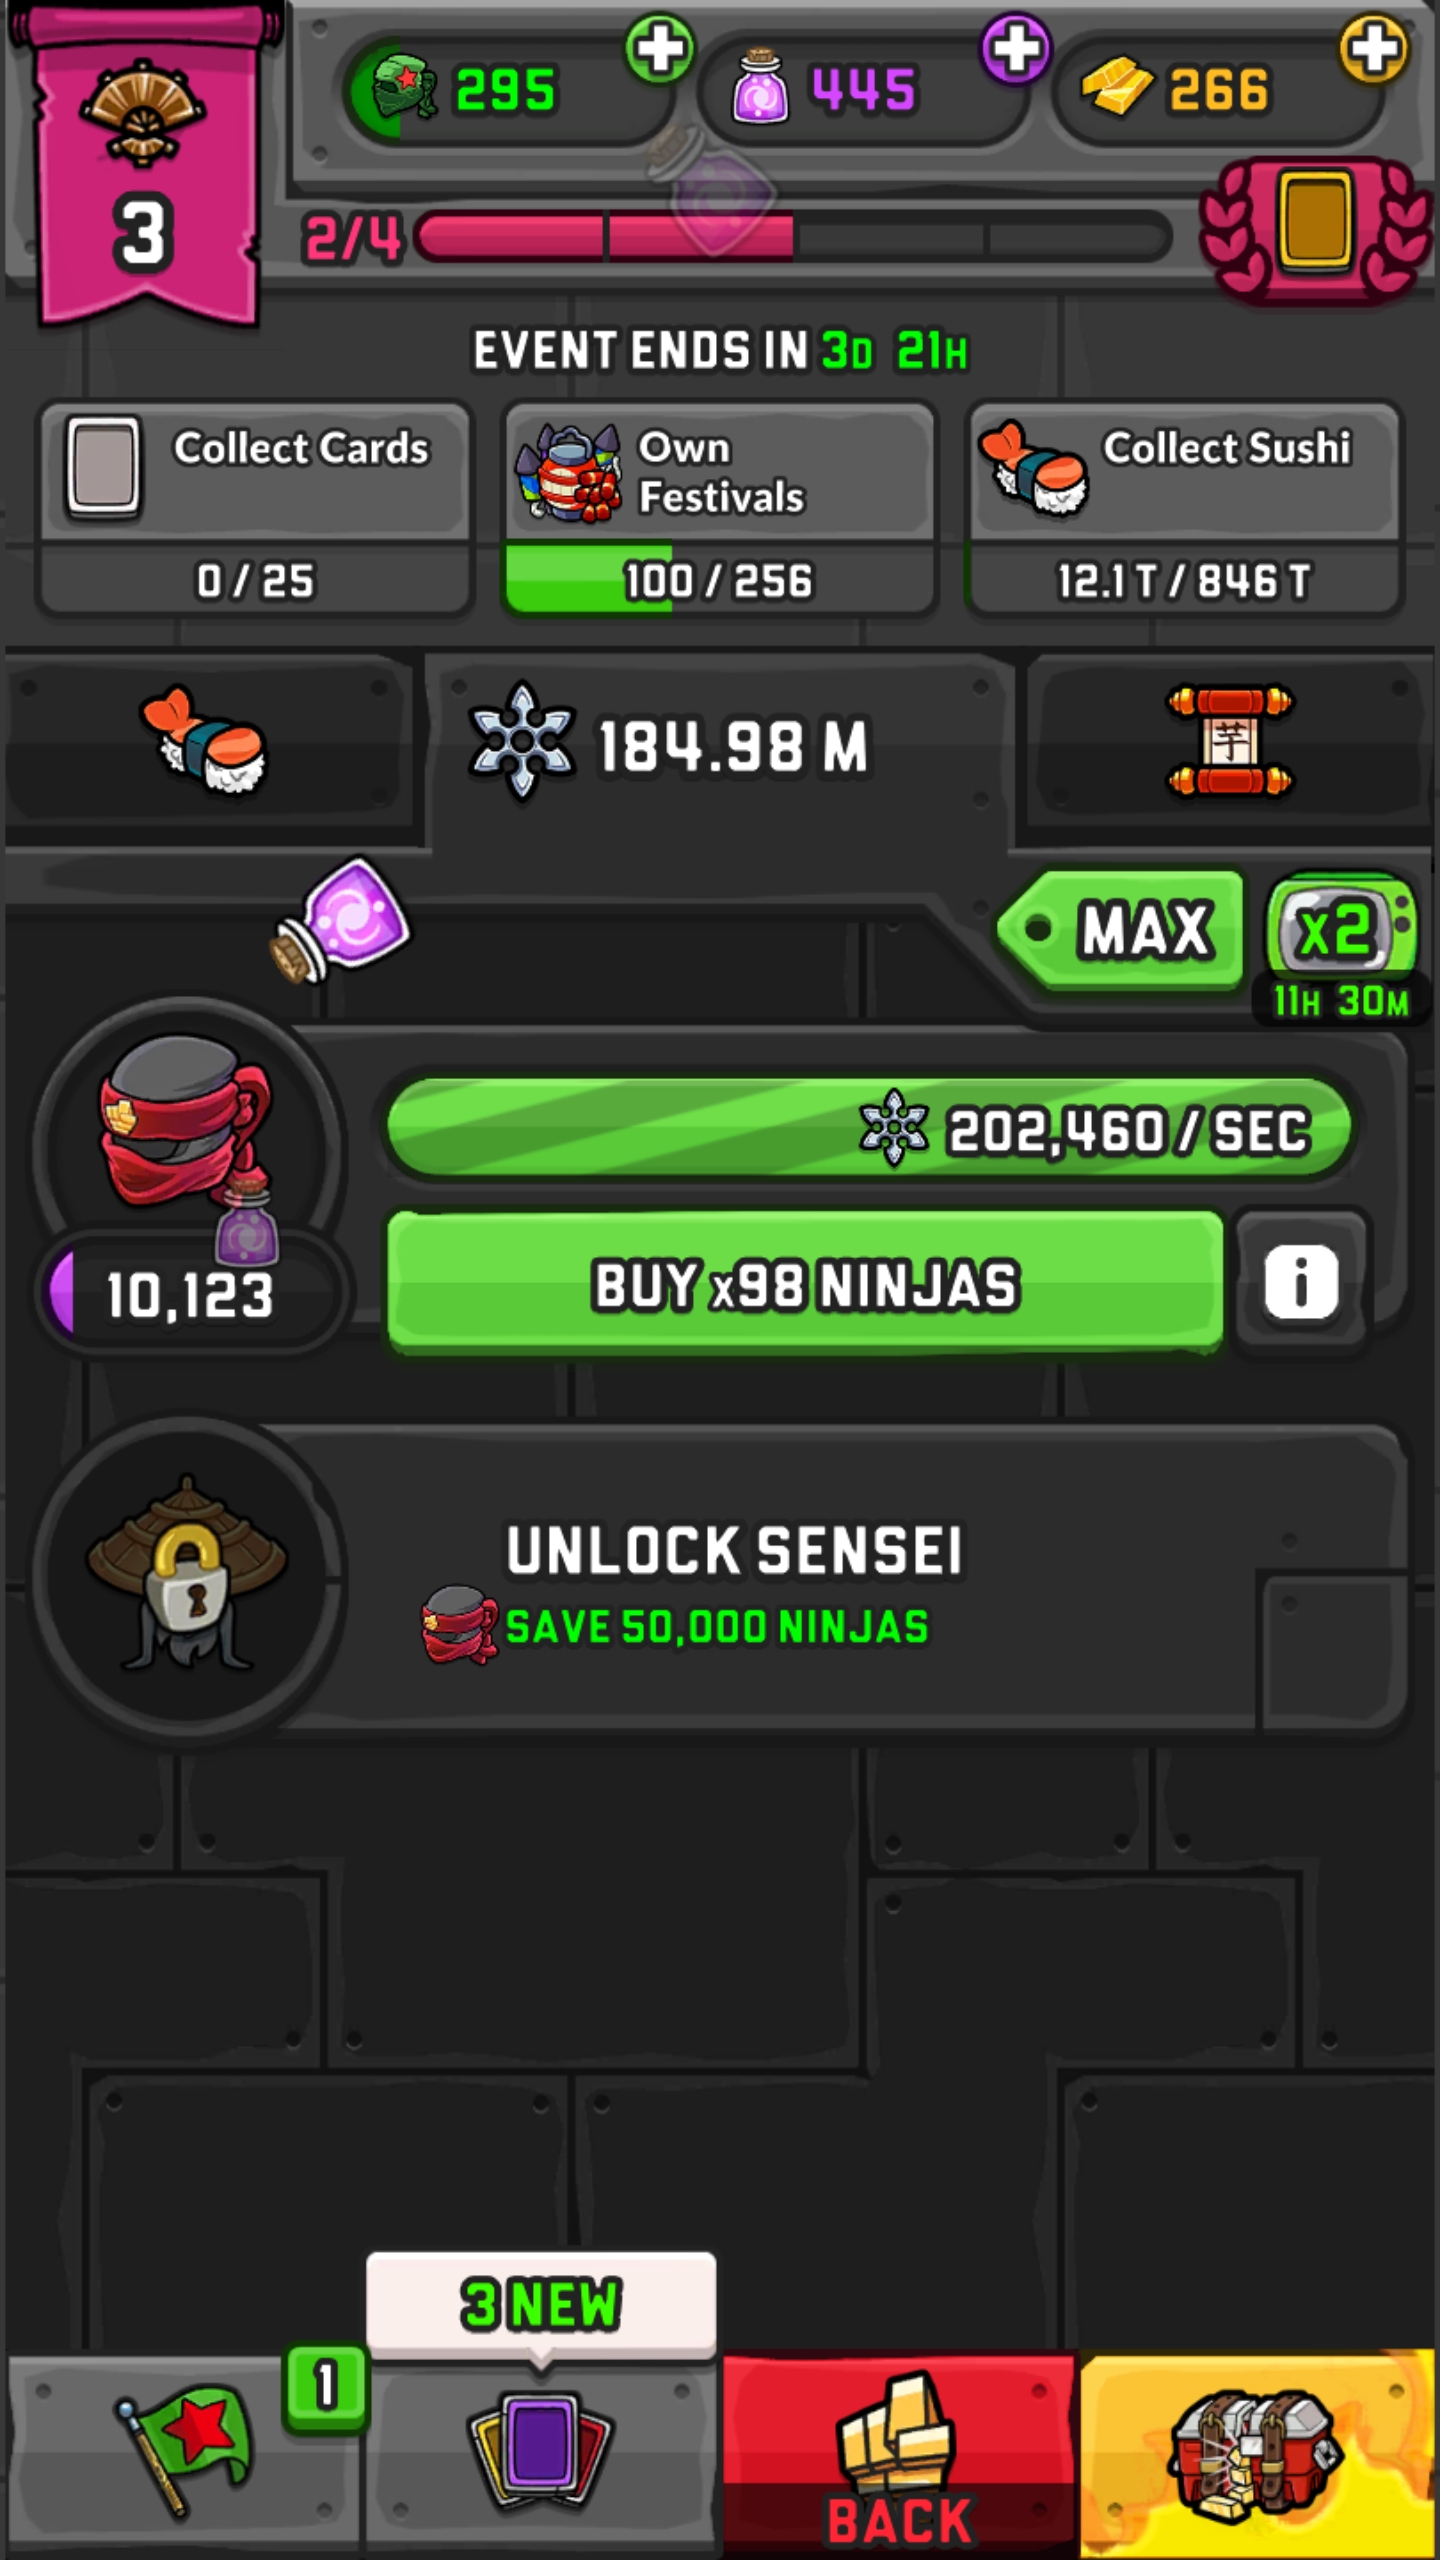 295
445
266
3
2/4
EVENT ENDS IN 3D 21H
Collect Cards
0 / 25
Own
Festivals
100 / 256
Collect Sushi
12.1 T / 846 T
184.98 M
芋
MAX
x2
11H 30M
202,460 / SEC
10,123
BUY x98 NINJAS
i
UNLOCK SENSEI
SAVE 50,000 NINJAS
3 NEW
1
BACK